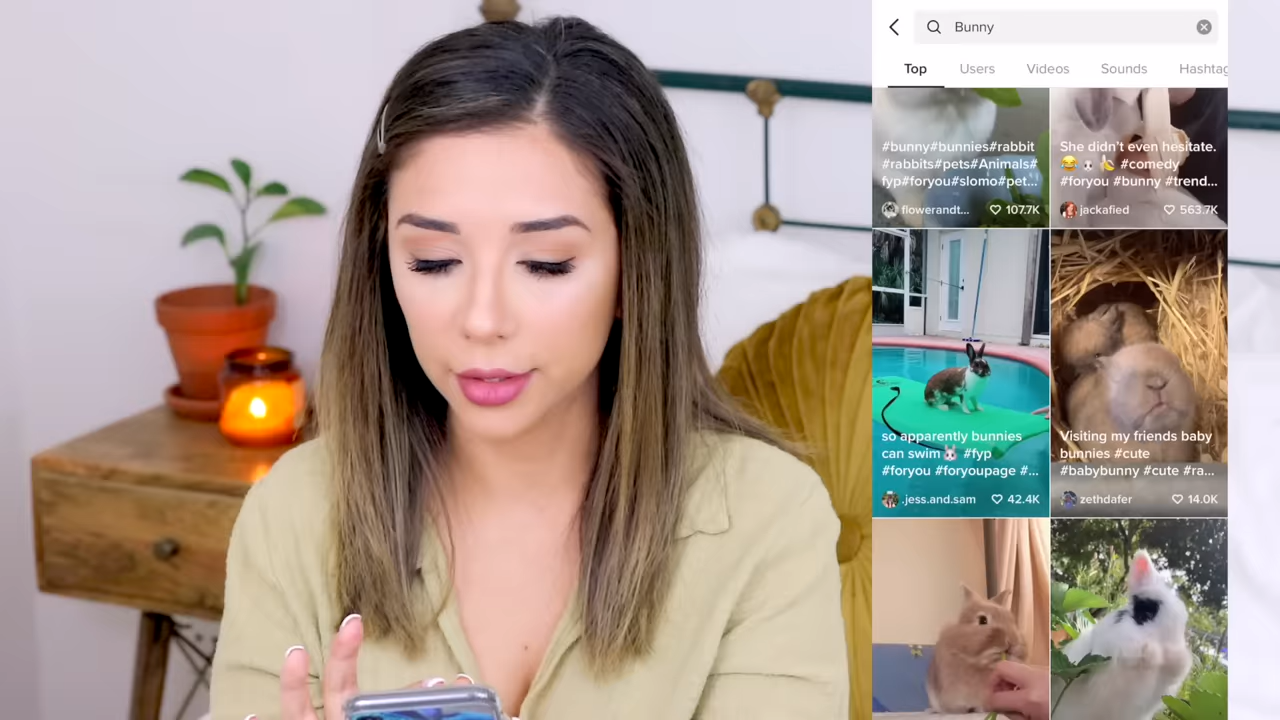 Bunny
Top Users Videos Sounds Hashtag
#bunny#bunnies#rabbit
#rabbits#pets#Animals#
fyp#foryou#slomo#pet...
flowerandt... 107.7K
She didn't even hesitate.
😂🐰🍌 #comedy
#foryou #bunny #trend...
jackafied 563.7K
so apparently bunnies
can swim🐰 #fyp
#foryou #foryoupage #...
.jess.and.sam 42.4K
Visiting my friends baby
bunnies #cute
#babybunny #cute #ra...
zethdafer 14.0K